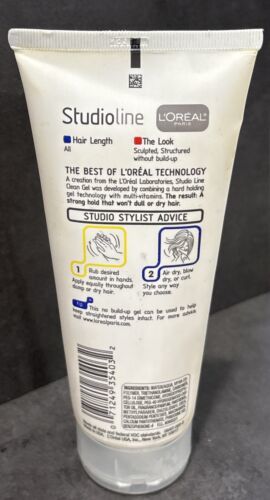 Studioline L'ORÉAL
PARIS
Hair Length The Look
All Sculpted, Structured
without build-up
THE BEST OF L'ORÉAL TECHNOLOGY
A creation from the L'Oréal Laboratories, Studio Line
Clean Gel was developed by combining a hard holding
gel technology with multi-vitamins. The result: A
strong hold that won't dull or dry hair.
STUDIO STYLIST ADVICE
1 Rub desired
amount in hands.
Apply equally throughout
damp or dry hair.
2 Air dry, blow
dry, or curl.
Style any way
you choose.
This no build-up gel can be used to help
keep straightened styles intact. For more advice,
www.lorealparis.com
0 71249 35403 2
INGREDIENTS: